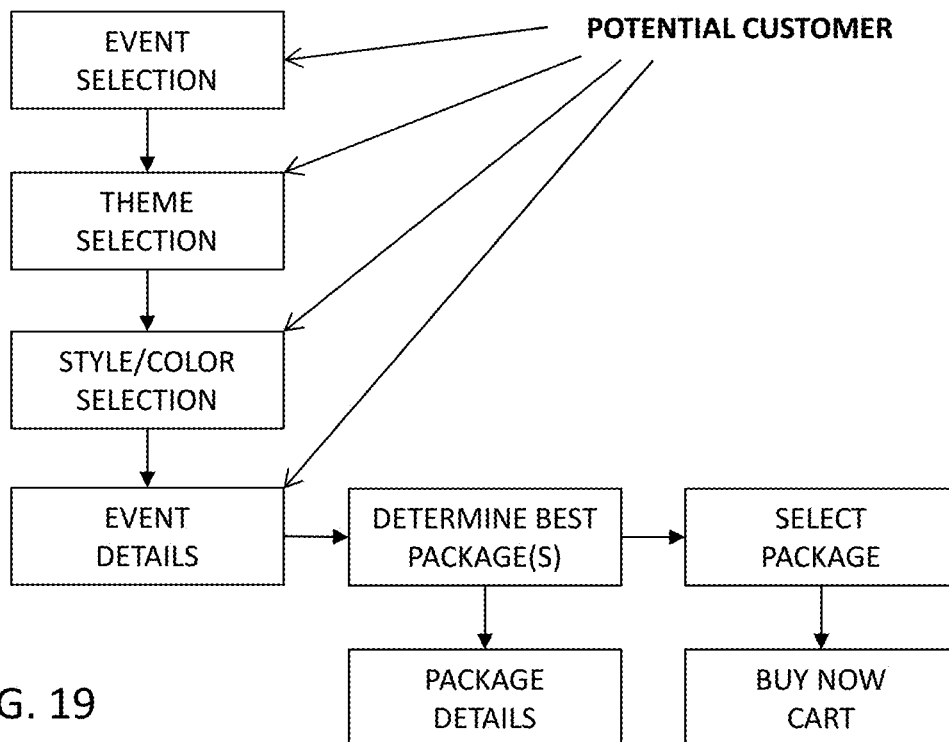 POTENTIAL CUSTOMER
EVENT
SELECTION
THEME
SELECTION
STYLE/COLOR
SELECTION
EVENT
DETAILS
DETERMINE BEST
PACKAGE(S)
SELECT
PACKAGE
PACKAGE
DETAILS
BUY NOW
CART
G. 19